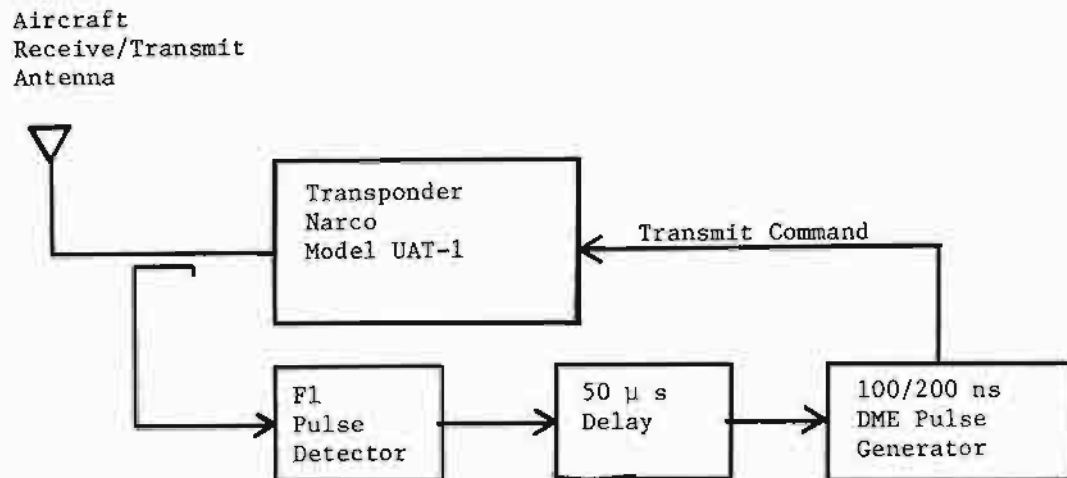 Aircraft
Receive/Transmit
Antenna
Transponder
Narco
Model UAT-1
Transmit Command
F1
Pulse
Detector
50 μ s
Delay
100/200 ns
DME Pulse
Generator